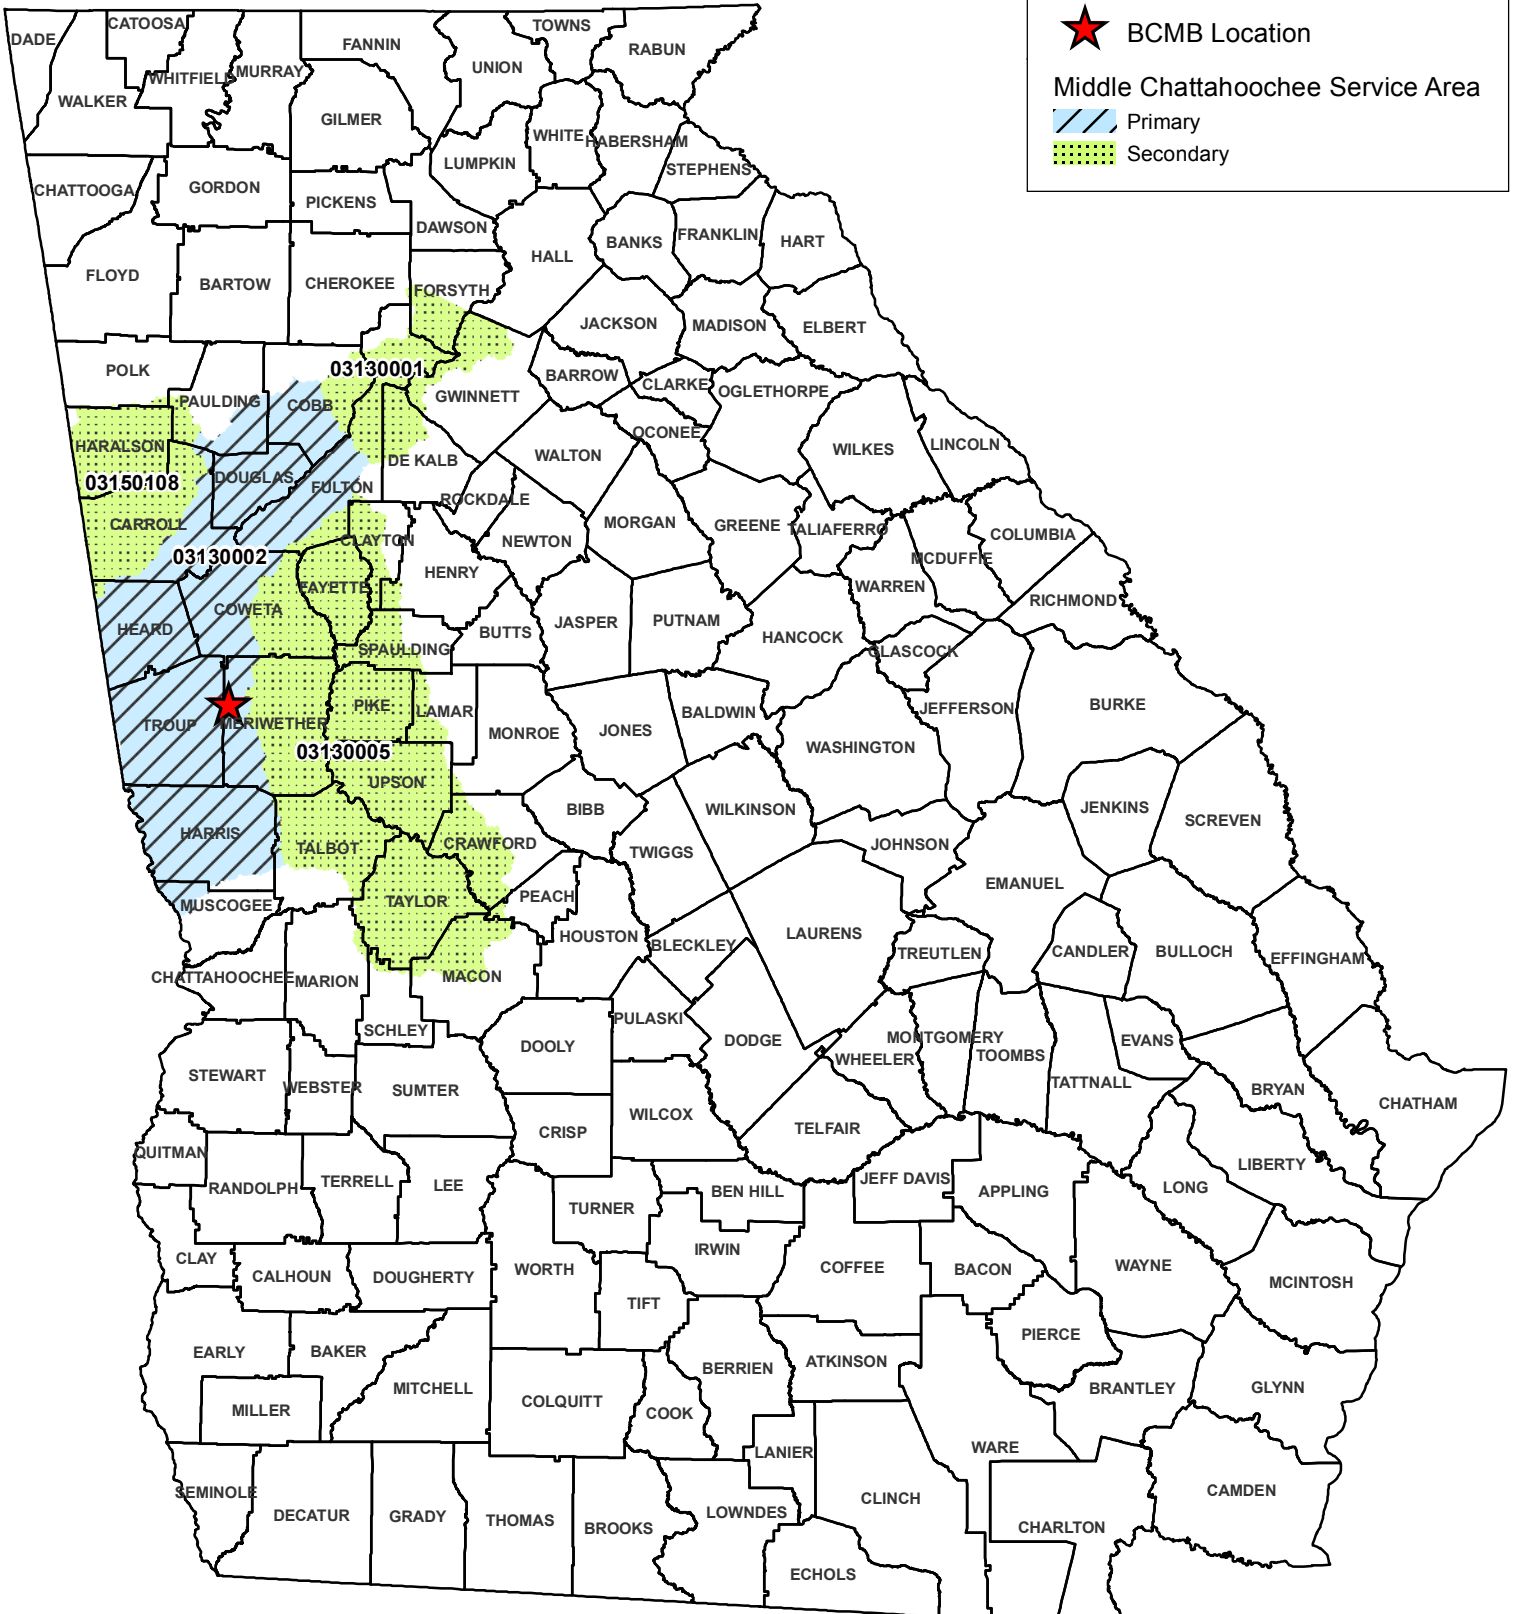 BCMB Location
Middle Chattahoochee Service Area
Primary
Secondary
DADE
CATOOSA
WHITFIELD
MURRAY
FANNIN
UNION
TOWNS
RABUN
WALKER
GILMER
WHITE
HABERSHAM
LUMPKIN
STEPHENS
CHATTOOGA
GORDON
PICKENS
DAWSON
BANKS
FRANKLIN
HART
HALL
FLOYD
BARTOW
CHEROKEE
FORSYTH
JACKSON
MADISON
ELBERT
POLK
03130001
BARROW
CLARKE
OGLETHORPE
PAULDING
COBB
GWINNETT
OCONEE
HARALSON
DE KALB
WALTON
WILKES
LINCOLN
03150108
DOUGLAS
FULTON
ROCKDALE
CARROLL
CLAYTON
NEWTON
MORGAN
GREENE
TALIAFERRO
COLUMBIA
03130002
HENRY
MCDUFFIE
WARREN
FAYETTE
RICHMOND
COWETA
HEARD
BUTTS
JASPER
PUTNAM
HANCOCK
SPAULDING
GLASCOCK
TROUP
MERIWETHER
PIKE
LAMAR
MONROE
JONES
BALDWIN
JEFFERSON
BURKE
WASHINGTON
03130005
UPSON
BIBB
WILKINSON
JENKINS
SCREVEN
HARRIS
TALBOT
CRAWFORD
TWIGGS
JOHNSON
EMANUEL
MUSCOGEE
TAYLOR
PEACH
HOUSTON
BLECKLEY
LAURENS
TREUTLEN
CANDLER
BULLOCH
EFFINGHAM
CHATTAHOOCHEE
MARION
MACON
SCHLEY
DOOLY
PULASKI
DODGE
WHEELER
MONTGOMERY
TOOMBS
EVANS
STEWART
WEBSTER
SUMTER
TATTNALL
BRYAN
CHATHAM
WILCOX
CRISP
TELFAIR
QUITMAN
RANDOLPH
TERRELL
LEE
TURNER
BEN HILL
JEFF DAVIS
APPLING
LONG
LIBERTY
CLAY
CALHOUN
DOUGHERTY
WORTH
IRWIN
COFFEE
BACON
WAYNE
MCINTOSH
TIFT
EARLY
BAKER
MITCHELL
BERRIEN
ATKINSON
PIERCE
BRANTLEY
GLYNN
MILLER
COLQUITT
COOK
LANIER
WARE
SEMINOLE
DECATUR
GRADY
THOMAS
BROOKS
LOWNDES
CLINCH
CHARLTON
CAMDEN
ECHOLS